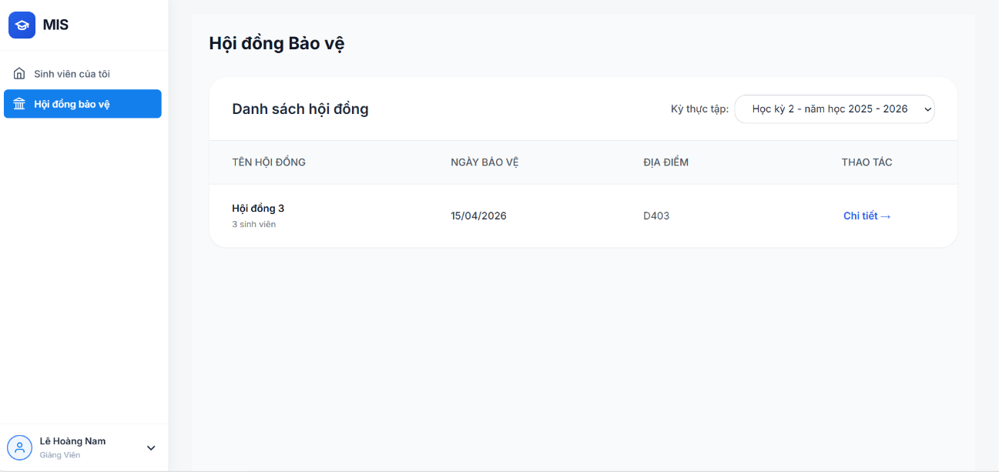 MIS
Sinh viên của tôi
Hội đồng bảo vệ
Hội đồng Bảo vệ
Danh sách hội đồng
Kỳ thực tập: Học kỳ 2 - năm học 2025 - 2026
TÊN HỘI ĐỒNG NGÀY BẢO VỆ ĐỊA ĐIỂM THAO TÁC
Hội đồng 3 15/04/2026 D403 Chi tiết →
3 sinh viên
Lê Hoàng Nam
Giảng Viên